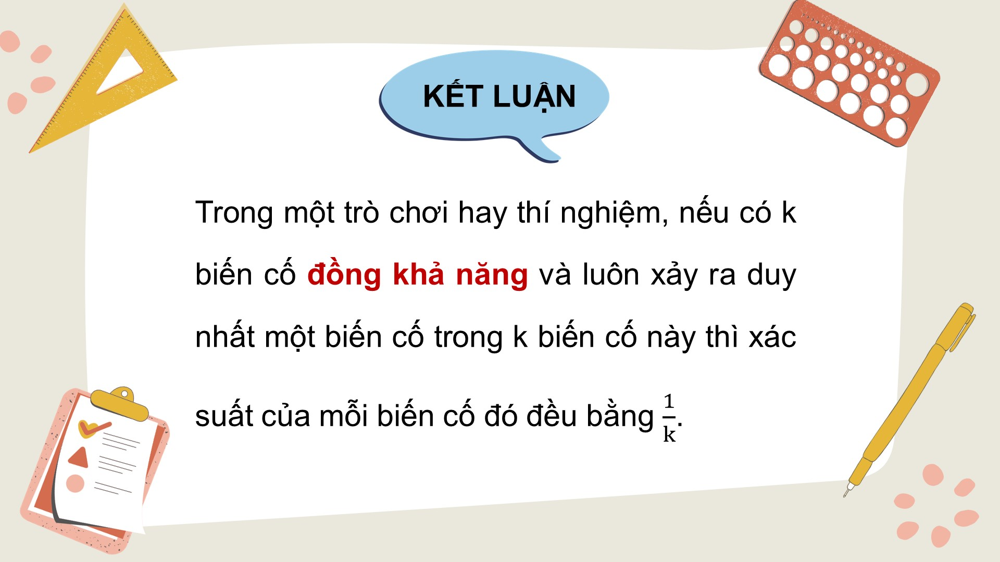 KẾT LUẬN
Trong một trò chơi hay thí nghiệm, nếu có k
biến cố đồng khả năng và luôn xảy ra duy
nhất một biến cố trong k biến cố này thì xác
suất của mỗi biến cố đó đều bằng 1/k.